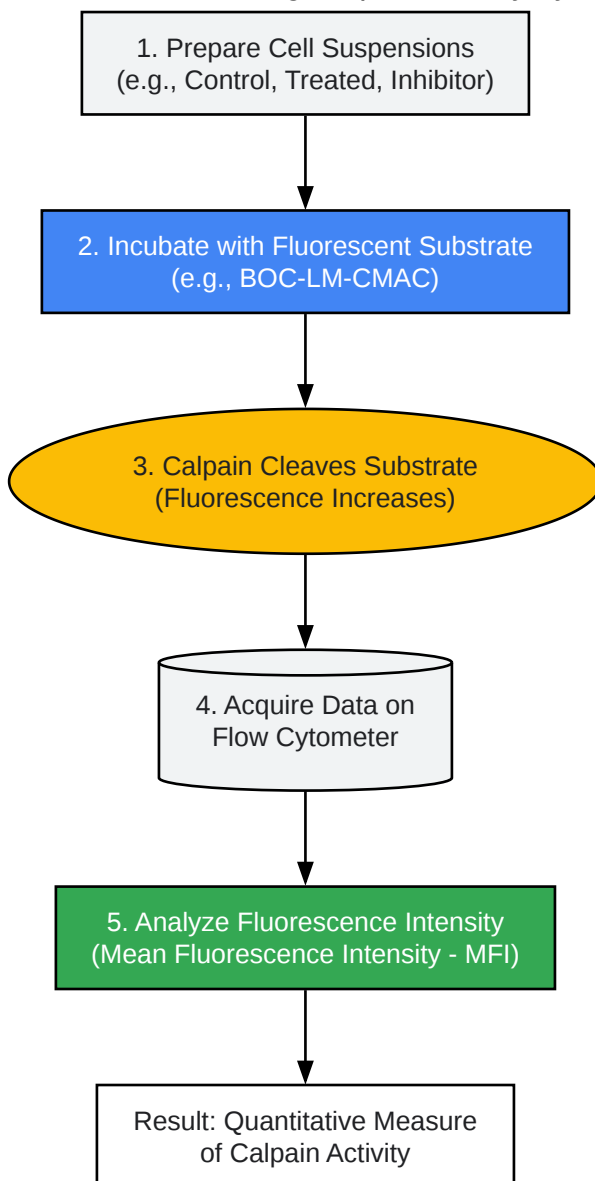 1. Prepare Cell Suspensions
(e.g., Control, Treated, Inhibitor)
2. Incubate with Fluorescent Substrate
(e.g., BOC-LM-CMAC)
3. Calpain Cleaves Substrate
(Fluorescence Increases)
4. Acquire Data on
Flow Cytometer
5. Analyze Fluorescence Intensity
(Mean Fluorescence Intensity - MFI)
Result: Quantitative Measure
of Calpain Activity